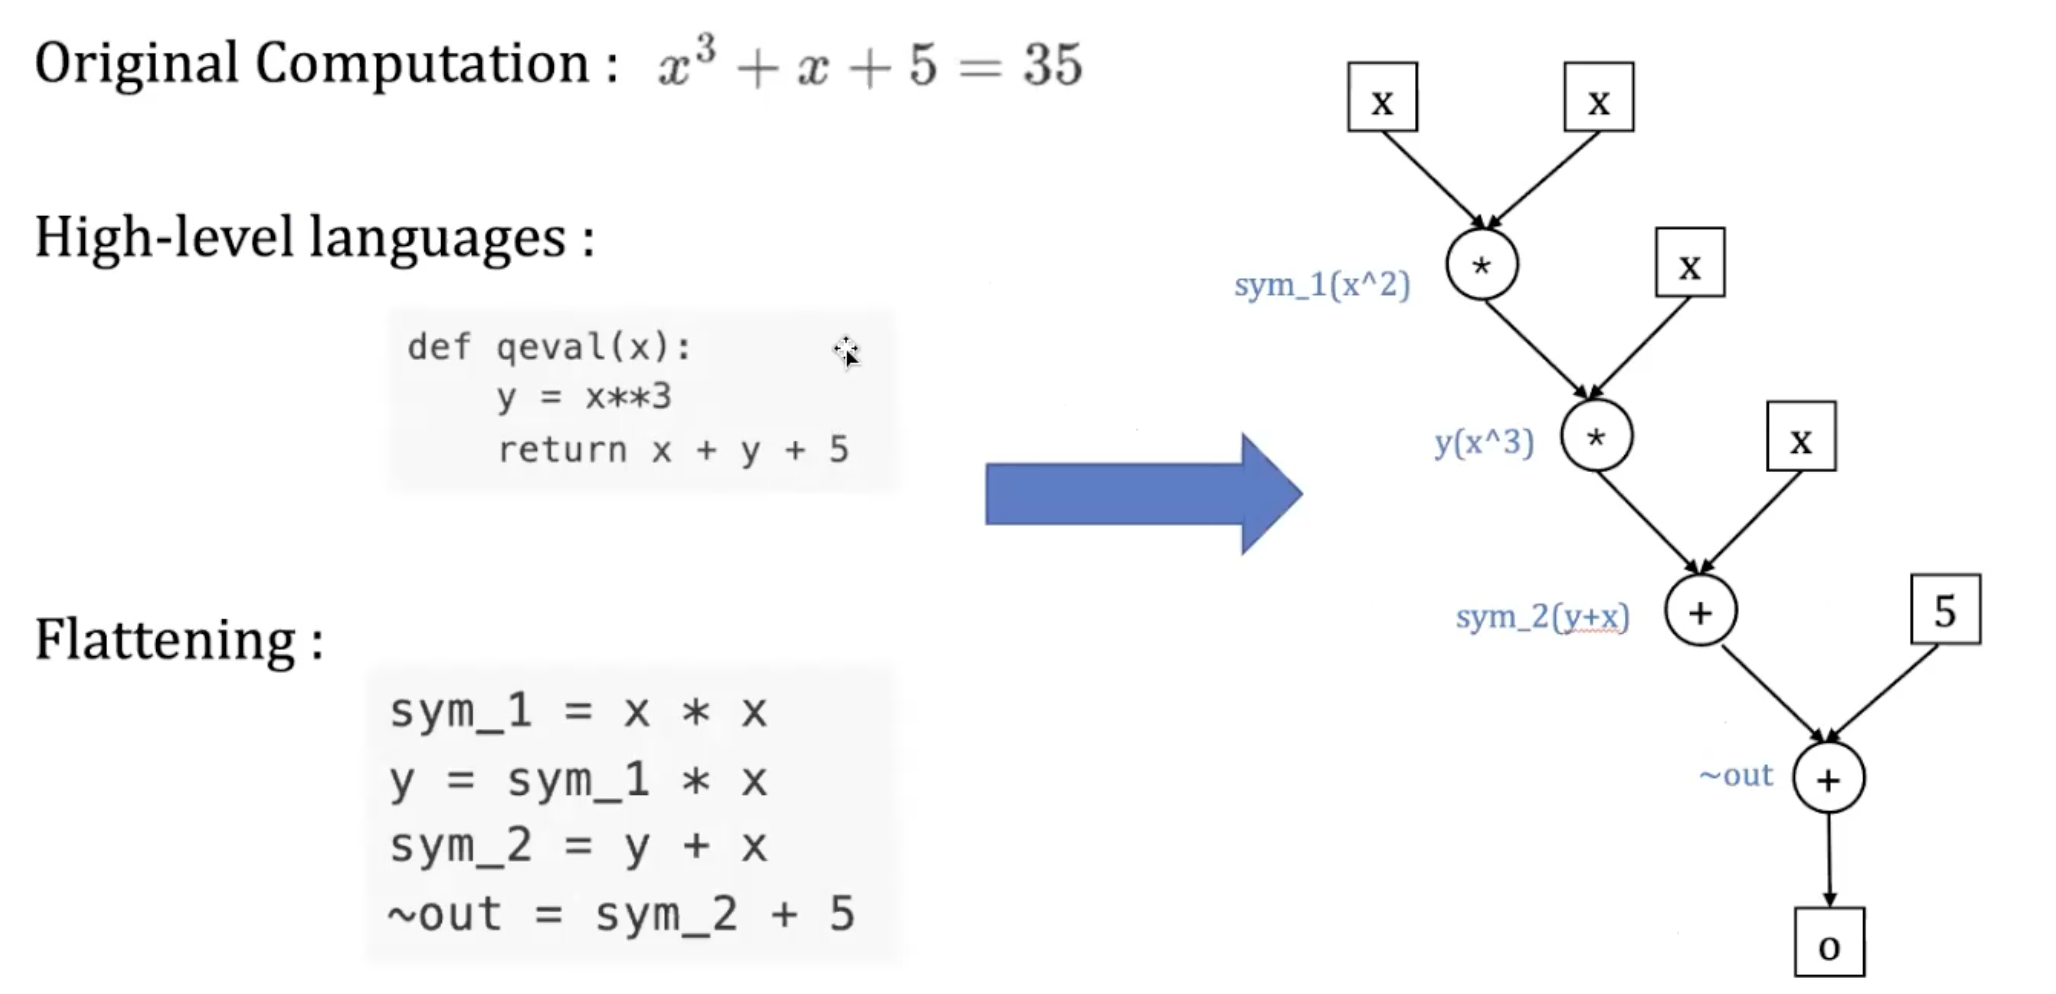 Original Computation : x³ + x + 5 = 35
High-level languages :
def qeval(x):
    y = x**3
    return x + y + 5
Flattening :
sym_1 = x * x
y = sym_1 * x
sym_2 = y + x
~out = sym_2 + 5
x x
sym_1(x^2) * x
y(x^3) * x
sym_2(y+x) + 5
~out +
o